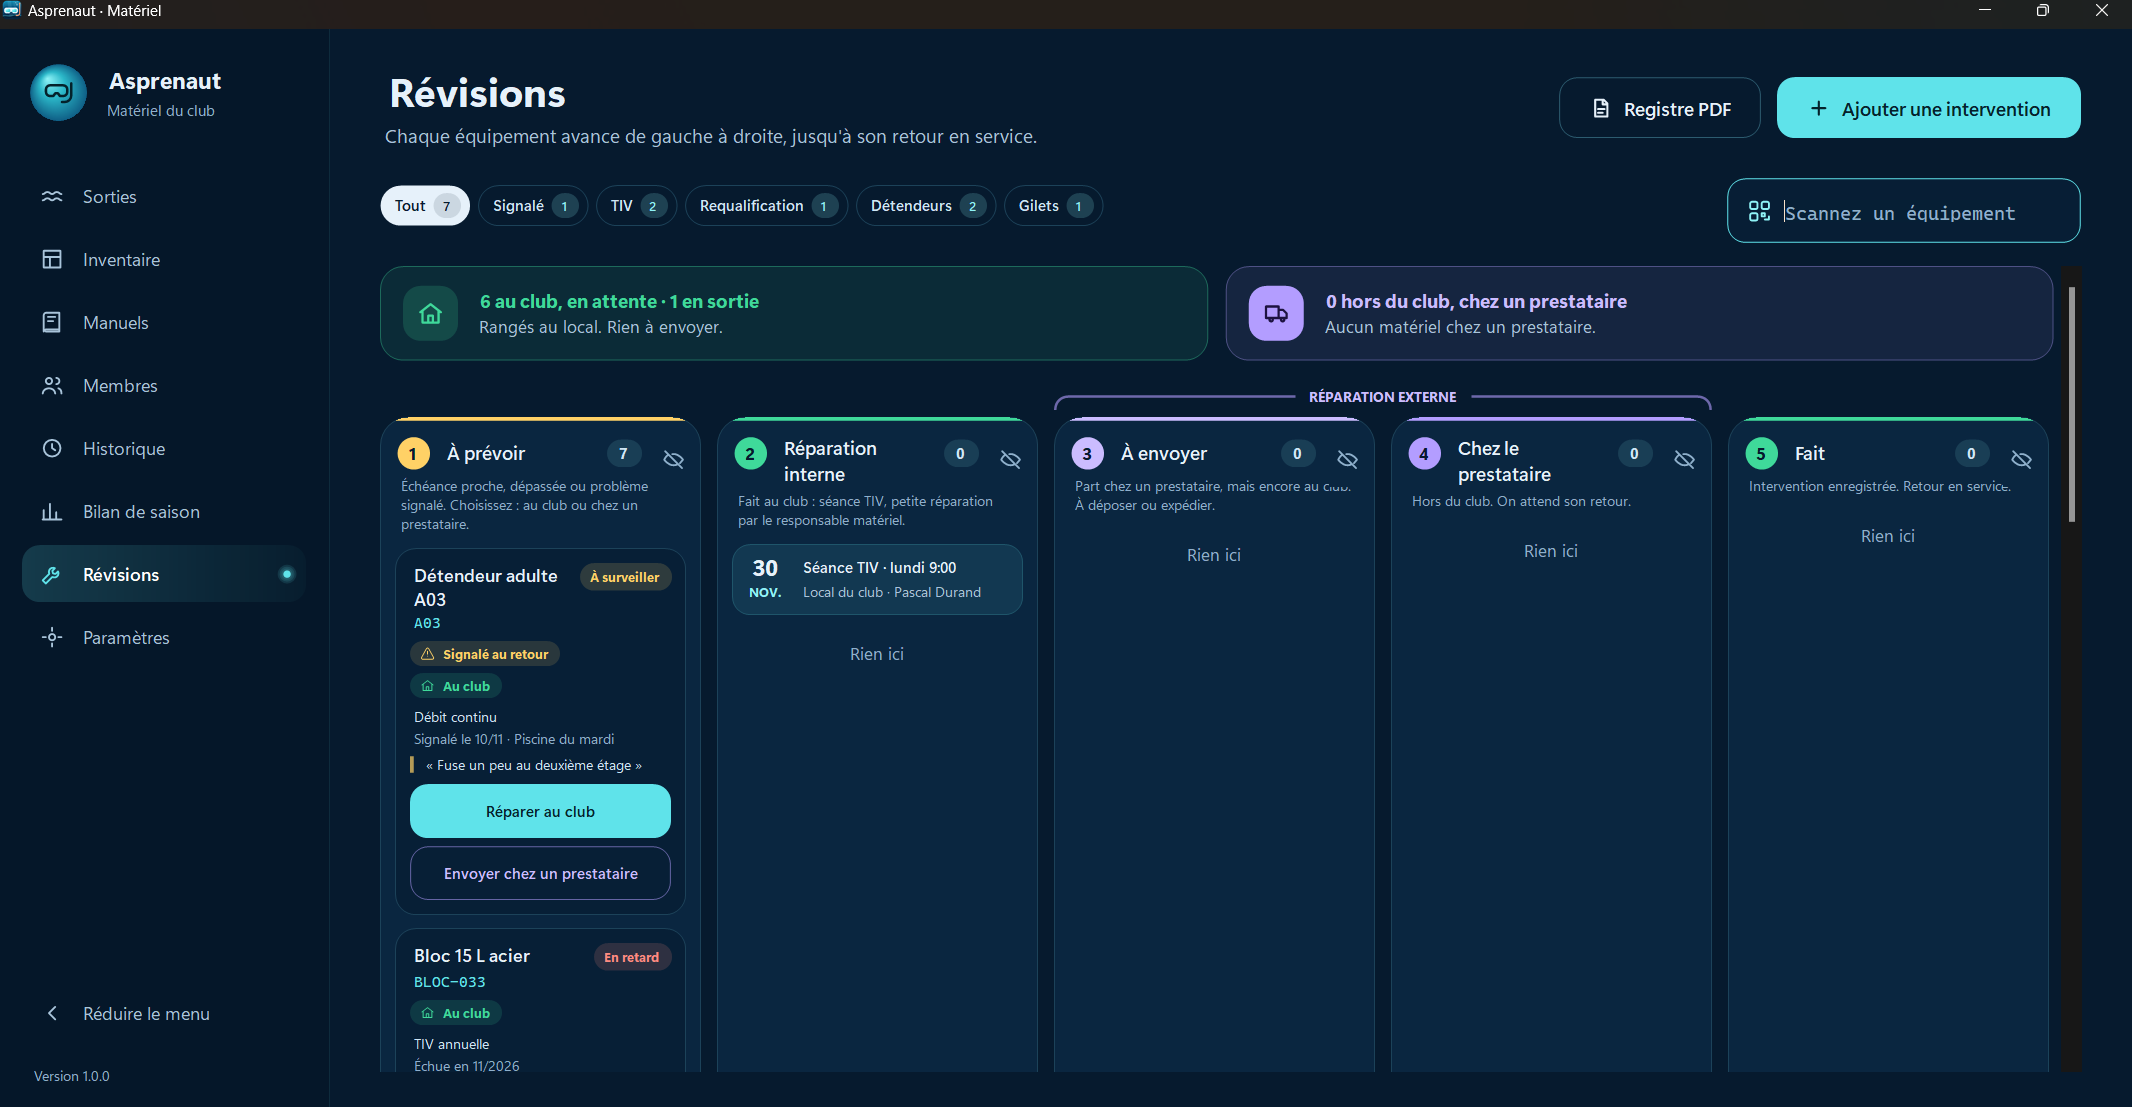 Asprenaut · Matériel
Asprenaut
Matériel du club
Sorties
Inventaire
Manuels
Membres
Historique
Bilan de saison
Révisions
Paramètres
Réduire le menu
Version 1.0.0
Révisions
Chaque équipement avance de gauche à droite, jusqu'à son retour en service.
Registre PDF
+ Ajouter une intervention
Tout 7
Signalé 1
TIV 2
Requalification 1
Détendeurs 2
Gilets 1
Scannez un équipement
6 au club, en attente · 1 en sortie
Rangés au local. Rien à envoyer.
0 hors du club, chez un prestataire
Aucun matériel chez un prestataire.
RÉPARATION EXTERNE
1 À prévoir 7
Échéance proche, dépassée ou problème
signalé. Choisissez : au club ou chez un
prestataire.
Détendeur adulte
A03
À surveiller
A03
Signalé au retour
Au club
Débit continu
Signalé le 10/11 · Piscine du mardi
« Fuse un peu au deuxième étage »
Réparer au club
Envoyer chez un prestataire
Bloc 15 L acier
En retard
BLOC-033
Au club
TIV annuelle
Échue en 11/2026
2 Réparation
interne
0
Fait au club : séance TIV, petite réparation
par le responsable matériel.
30
NOV.
Séance TIV · lundi 9:00
Local du club · Pascal Durand
Rien ici
3 À envoyer 0
Part chez un prestataire, mais encore au club.
À déposer ou expédier.
Rien ici
4 Chez le
prestataire
0
Hors du club. On attend son retour.
Rien ici
5 Fait 0
Intervention enregistrée. Retour en service.
Rien ici